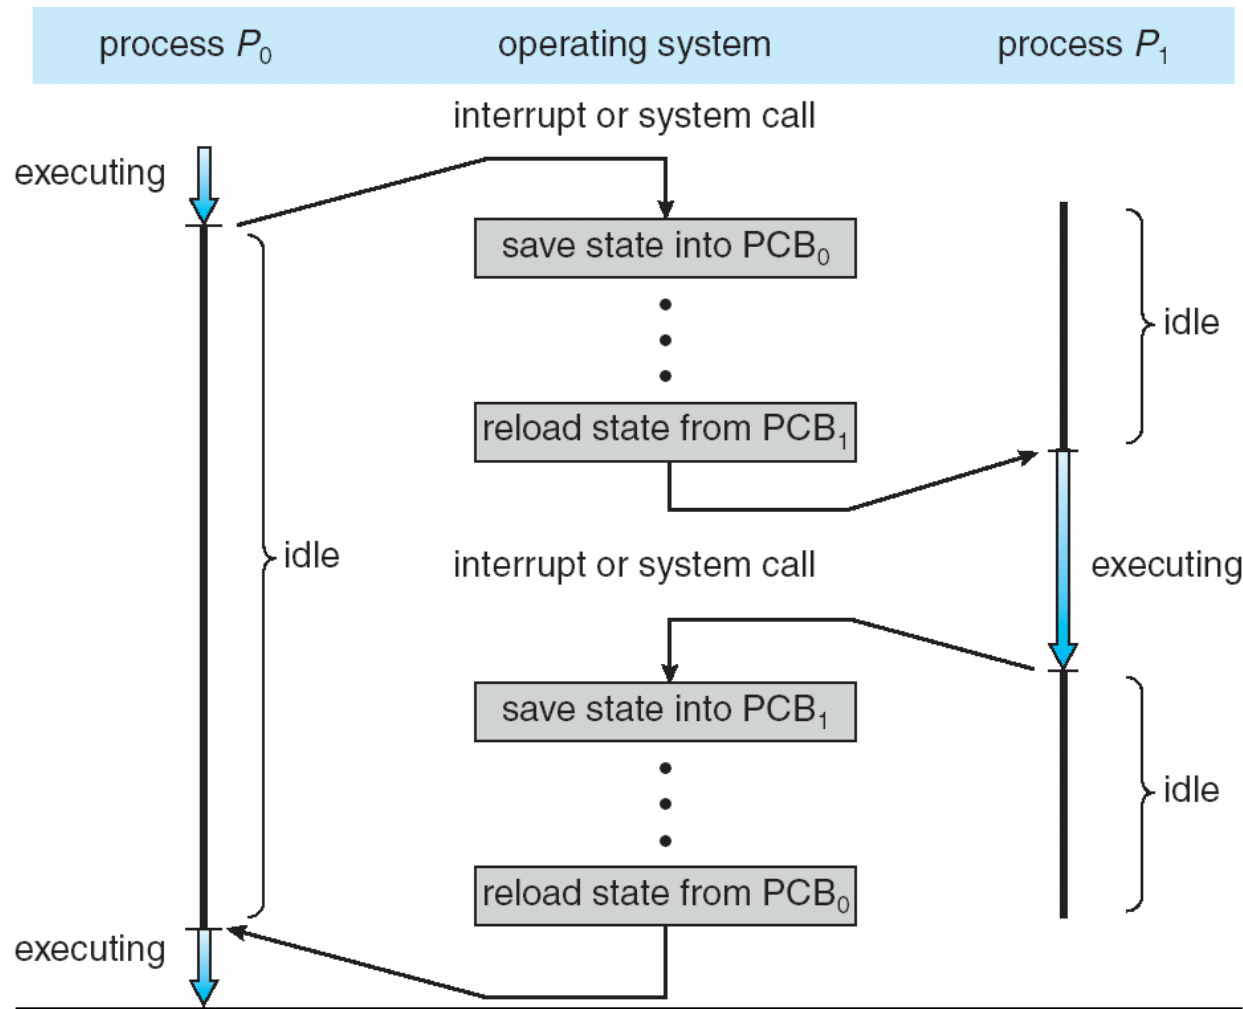 process P₀ operating system process P₁
interrupt or system call
executing
save state into PCB₀
idle
reload state from PCB₁
idle
interrupt or system call
executing
save state into PCB₁
idle
reload state from PCB₀
executing